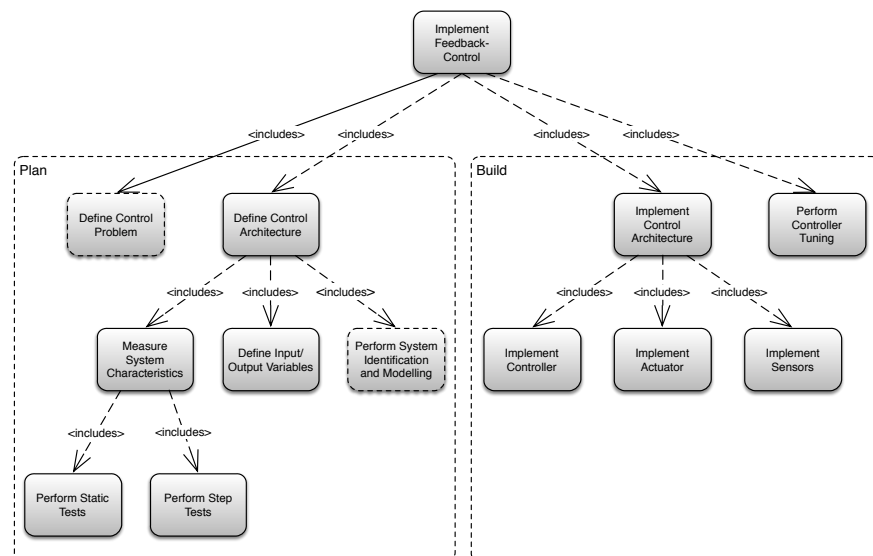 Implement
Feedback-
Control
<includes>
<includes>
<includes>
<includes>
Plan
Build
Define Control
Problem
Define Control
Architecture
Implement
Control
Architecture
Perform
Controller
Tuning
<includes>
<includes>
<includes>
<includes>
<includes>
<includes>
Measure
System
Characteristics
Define Input/
Output Variables
Perform System
Identification
and Modelling
Implement
Controller
Implement
Actuator
Implement
Sensors
<includes>
<includes>
Perform Static
Tests
Perform Step
Tests